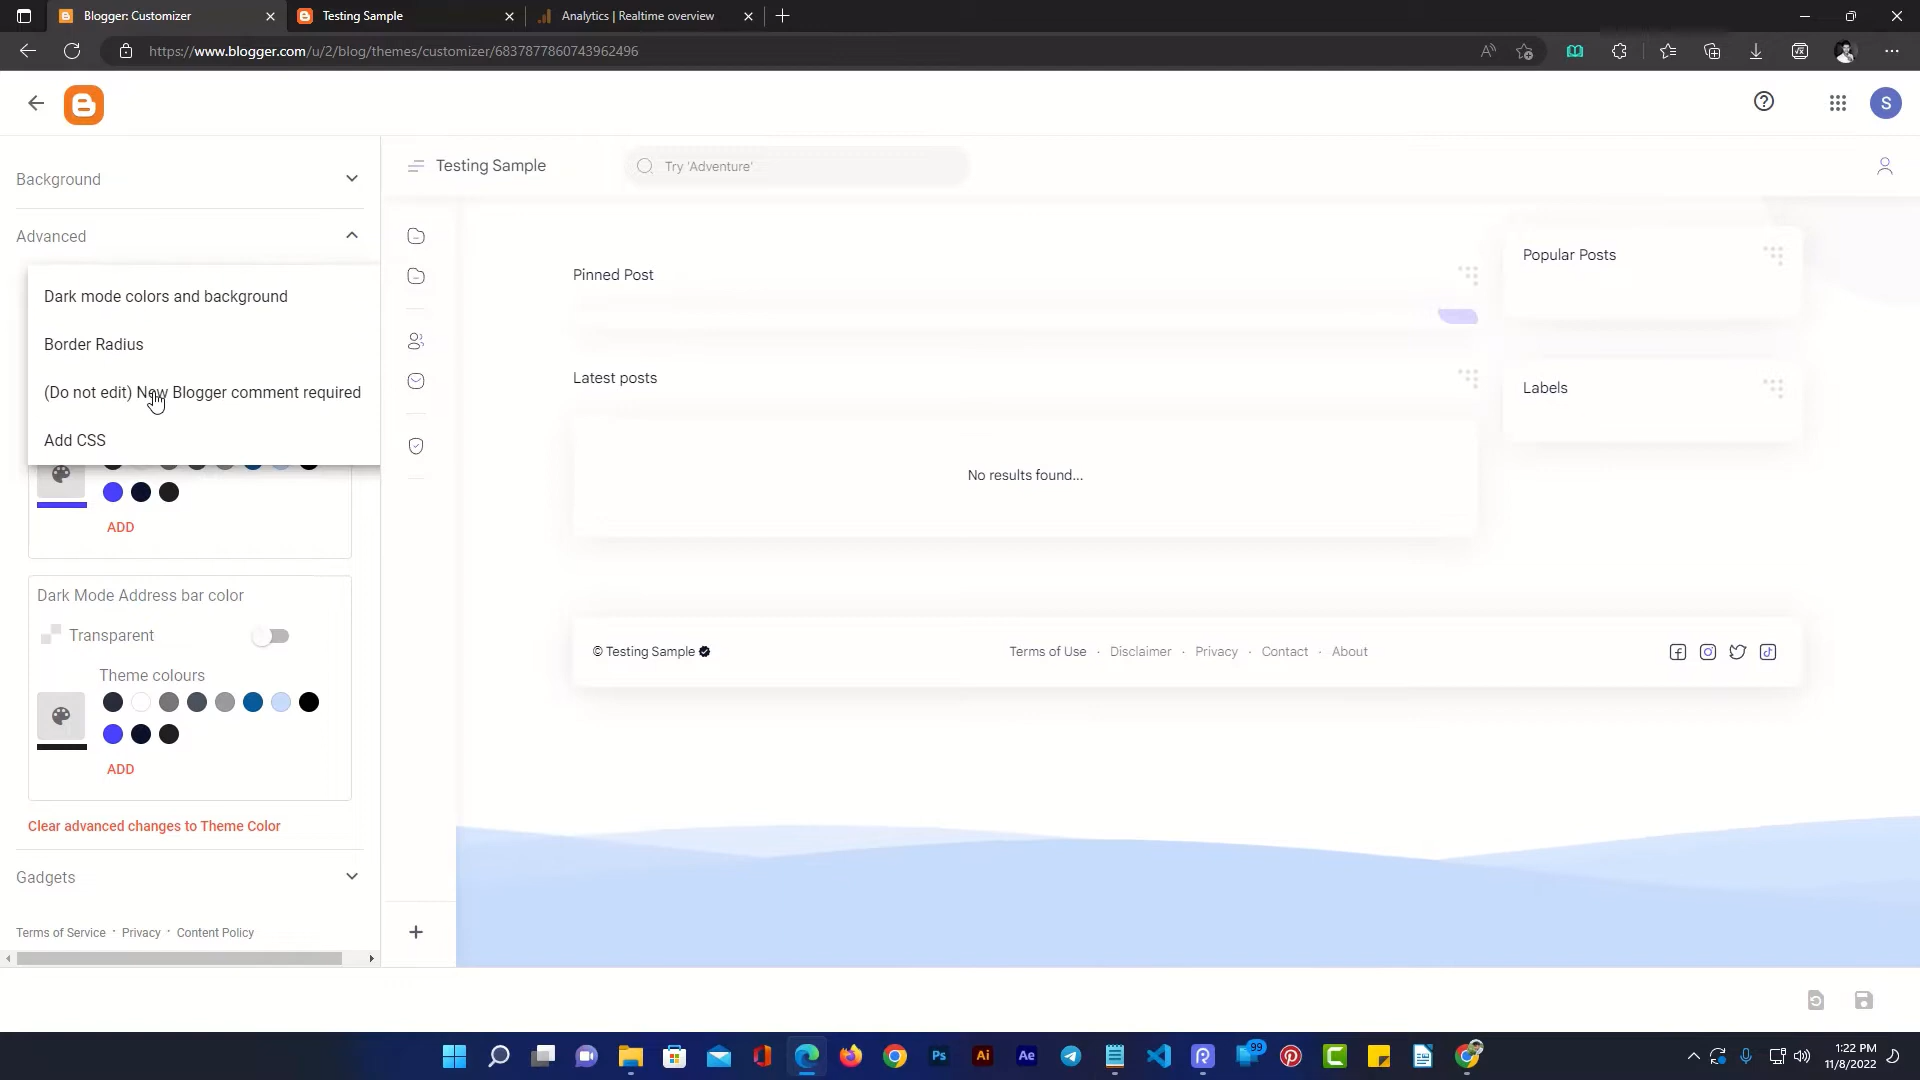 Blogger: Customizer
Testing Sample
Analytics | Realtime overview
https://www.blogger.com/u/2/blog/themes/customizer/6837877860743962496
S
Background
Advanced
Dark mode colors and background
Border Radius
(Do not edit) New Blogger comment required
Add CSS
ADD
Dark Mode Address bar color
Transparent
Theme colours
ADD
Clear advanced changes to Theme Color
Gadgets
Terms of Service · Privacy · Content Policy
Testing Sample
Try 'Adventure'
Pinned Post
Popular Posts
Latest posts
Labels
No results found...
© Testing Sample
Terms of Use · Disclaimer · Privacy · Contact · About
Ps
Ai
Ae
99
1:22 PM
11/8/2022